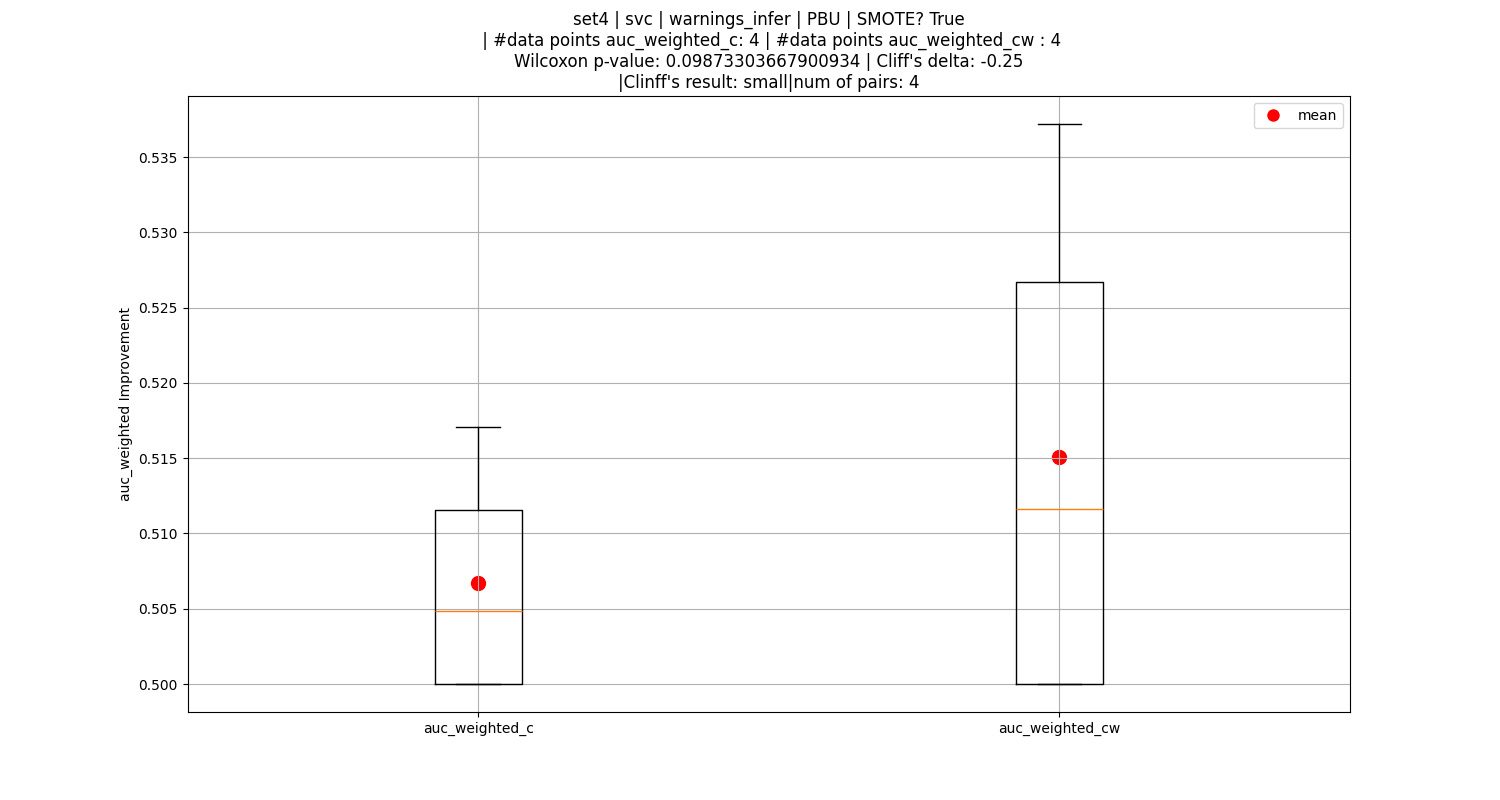 set4 | svc | warnings_infer | PBU | SMOTE? True
| #data points auc_weighted_c: 4 | #data points auc_weighted_cw : 4
Wilcoxon p-value: 0.09873303667900934 | Cliff's delta: -0.25
|Clinff's result: small|num of pairs: 4
mean
0.535
0.530
0.525
0.520
0.515
0.510
0.505
0.500
auc_weighted Improvement
auc_weighted_c
auc_weighted_cw